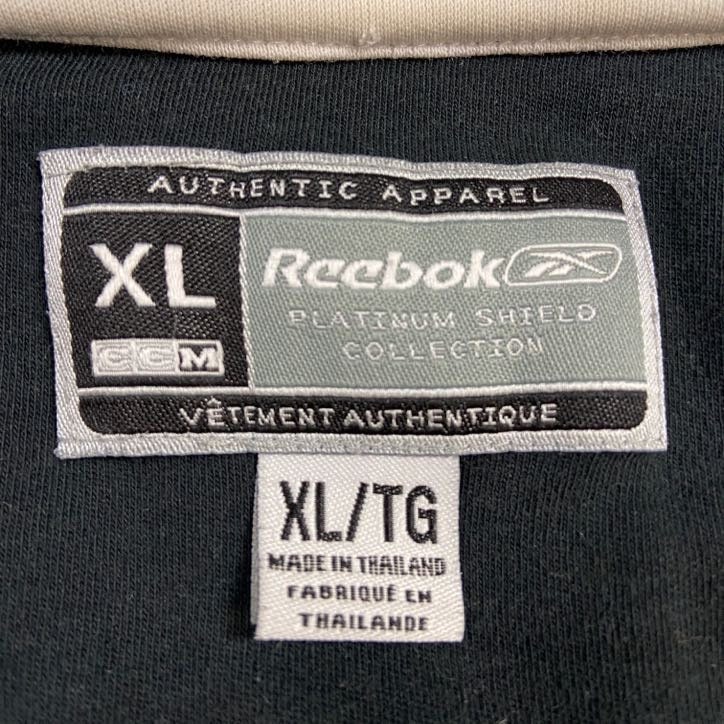 AUTHENTIC APPAREL
XL
CCM
Reebok
PLATINUM SHIELD
COLLECTION
VÊTEMENT AUTHENTIQUE
XL/TG
MADE IN THAILAND
FABRIQUÉ EN
THAILANDE